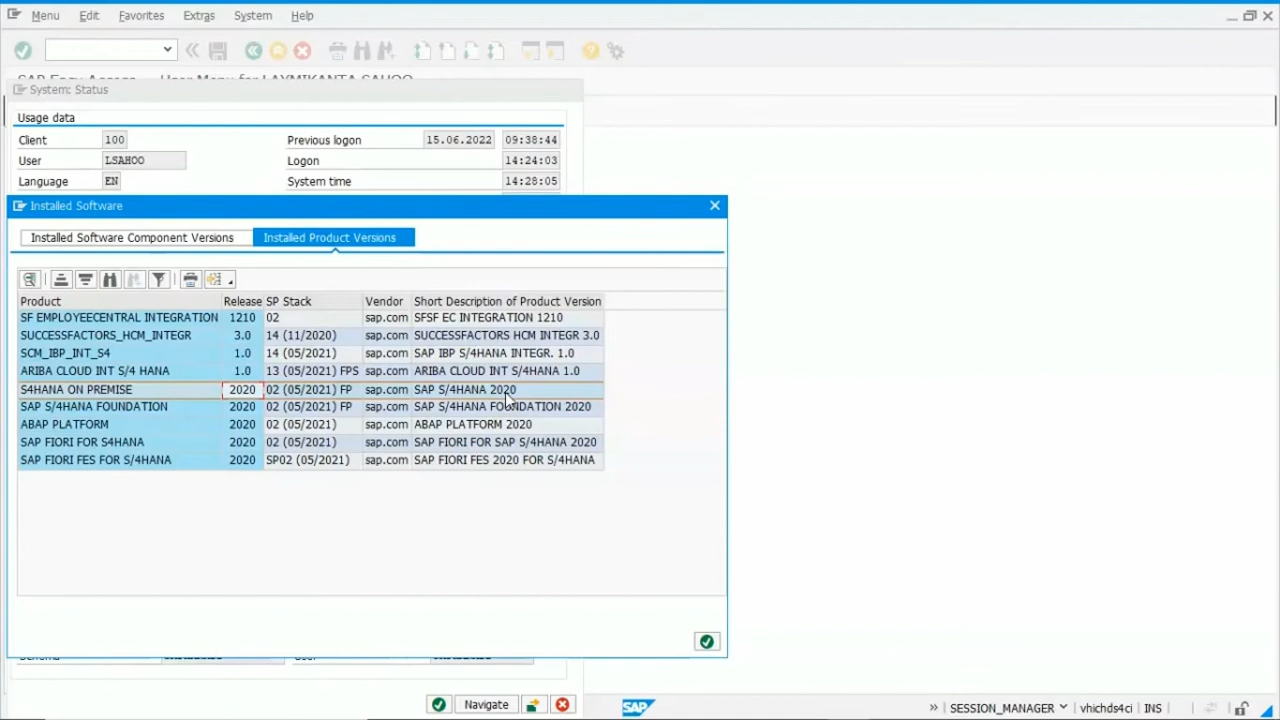 Menu Edit Favorites Extras System Help
System: Status
Usage data
Client 100 Previous logon 15.06.2022 09:38:44
User LSAHOO Logon 14:24:03
Language EN System time 14:28:05
Installed Software
Installed Software Component Versions Installed Product Versions
Product Release SP Stack Vendor Short Description of Product Version
SF EMPLOYEECENTRAL INTEGRATION 1210 02 sap.com SFSF EC INTEGRATION 1210
SUCCESSFACTORS_HCM_INTEGR 3.0 14 (11/2020) sap.com SUCCESSFACTORS HCM INTEGR 3.0
SCM_IBP_INT_S4 1.0 14 (05/2021) sap.com SAP IBP S/4HANA INTEGR. 1.0
ARIBA CLOUD INT S/4 HANA 1.0 13 (05/2021) FPS sap.com ARIBA CLOUD INT S/4HANA 1.0
S4HANA ON PREMISE 2020 02 (05/2021) FP sap.com SAP S/4HANA 2020
SAP S/4HANA FOUNDATION 2020 02 (05/2021) FP sap.com SAP S/4HANA FOUNDATION 2020
ABAP PLATFORM 2020 02 (05/2021) sap.com ABAP PLATFORM 2020
SAP FIORI FOR S4HANA 2020 02 (05/2021) sap.com SAP FIORI FOR SAP S/4HANA 2020
SAP FIORI FES FOR S/4HANA 2020 SP02 (05/2021) sap.com SAP FIORI FES 2020 FOR S/4HANA
Navigate
SAP SESSION_MANAGER vhichds4ci INS